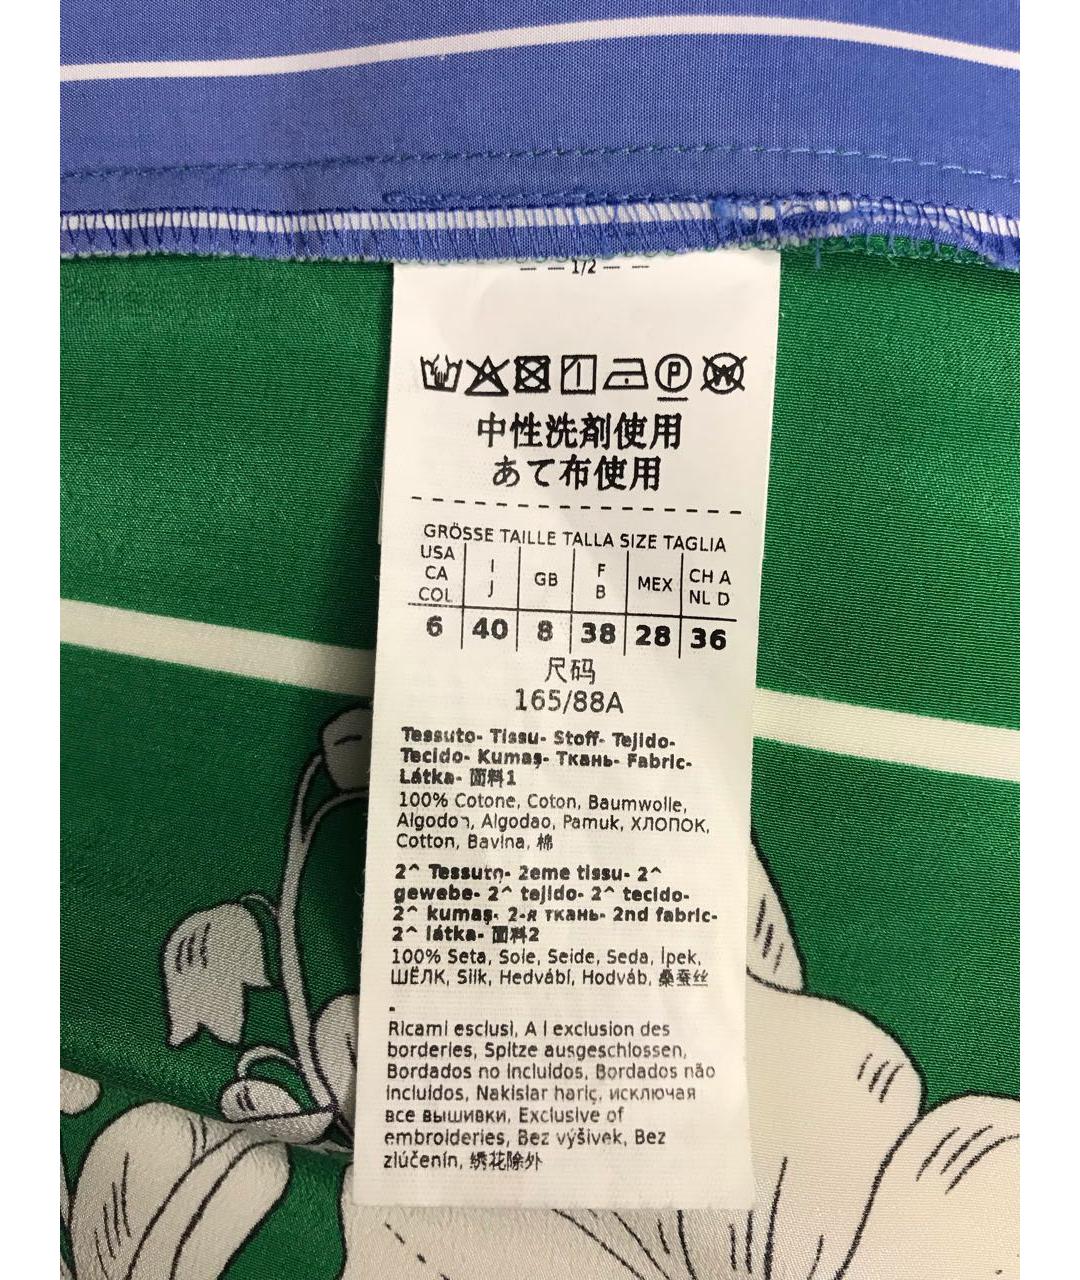 — — 1/2 — —
P W
中性洗剤使用
あて布使用
GRÖSSE TAILLE TALLA SIZE TAGLIA
USA CA COL | I J | GB | F B | MEX | CH A NL D
6 | 40 | 8 | 38 | 28 | 36
尺码
165/88A
Tessuto- Tissu- Stoff- Tejido-
Tecido- Kumaş- Ткань- Fabric-
Látka- 面料1
100% Cotone, Coton, Baumwolle,
Algodon, Algodao, Pamuk, ХЛОПОК,
Cotton, Bavlna, 棉
2^ Tessuto- 2eme tissu- 2^
gewebe- 2^ tejido- 2^ tecido-
2^ kumaş- 2-я ткань- 2nd fabric-
2^ látka- 面料2
100% Seta, Soie, Seide, Seda, İpek,
ШЁЛК, Silk, Hedvábí, Hodváb, 桑蚕丝
.
Ricami esclusi, A l exclusion des
borderies, Spitze ausgeschlossen,
Bordados no incluidos, Bordados não
incluidos, Nakislar hariç, исключая
все вышивки, Exclusive of
embroideries, Bez výšivek, Bez
zlúčenín, 绣花除外